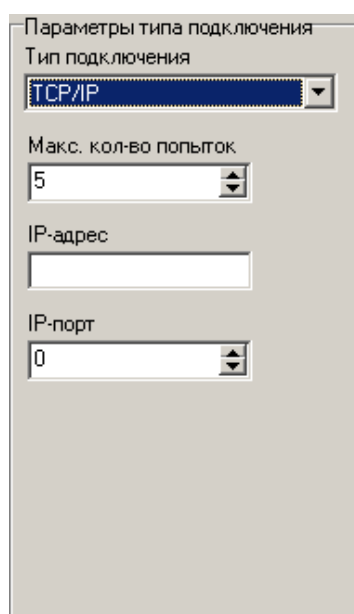 Параметры типа подключения
Тип подключения
TCP/IP
Макс. кол-во попыток
5
IP-адрес
IP-порт
0